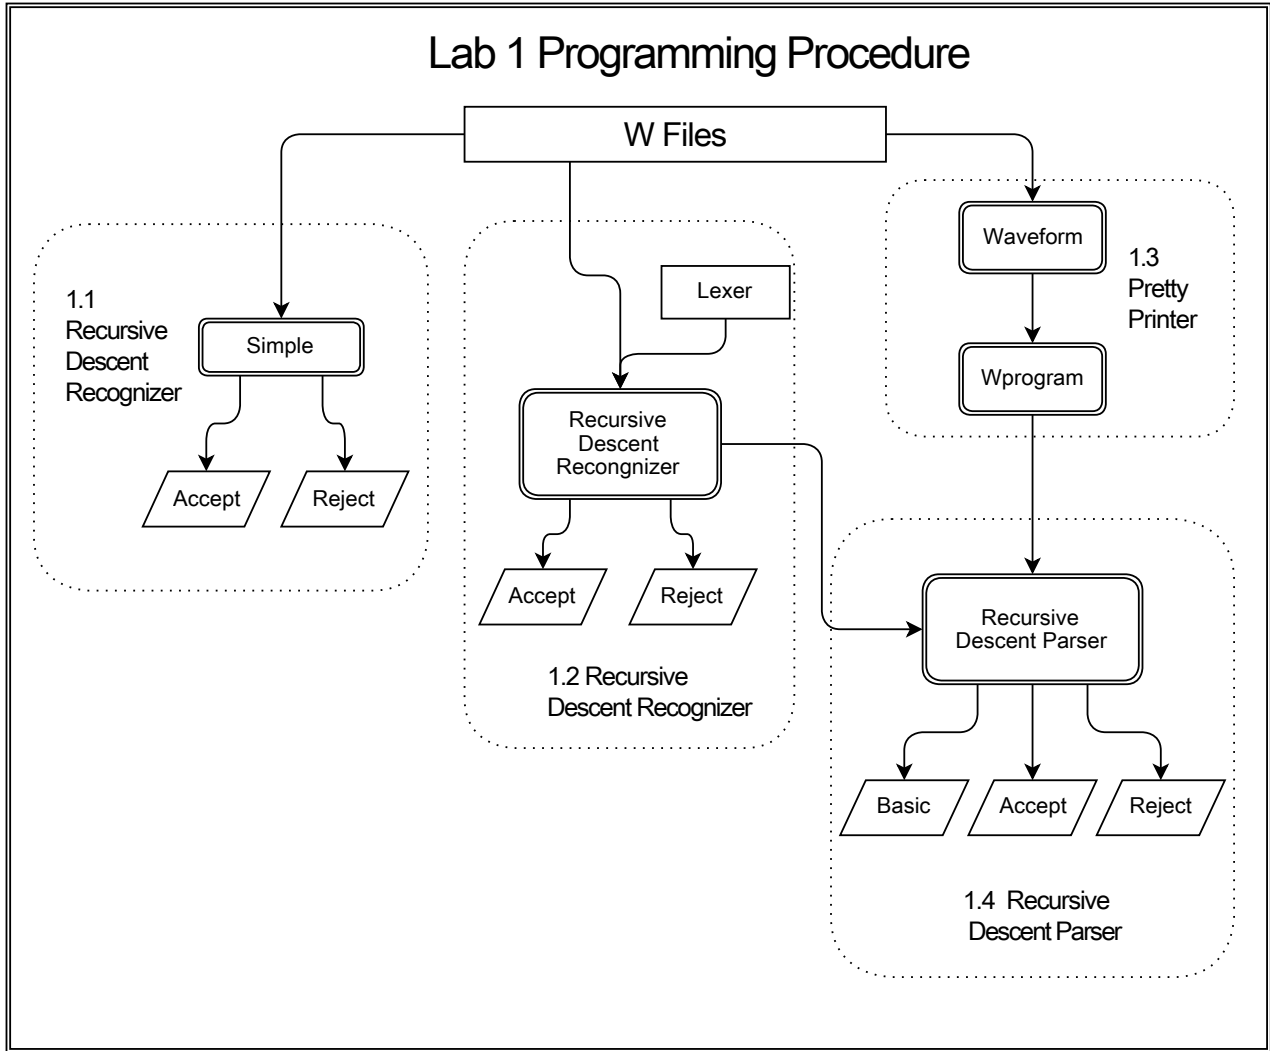 Lab 1 Programming Procedure
W Files
1.1
Recursive
Descent
Recognizer
Simple
Accept
Reject
Lexer
Recursive
Descent
Recongnizer
Accept
Reject
1.2 Recursive
Descent Recognizer
Waveform
Wprogram
1.3
Pretty
Printer
Recursive
Descent Parser
Basic
Accept
Reject
1.4 Recursive
Descent Parser